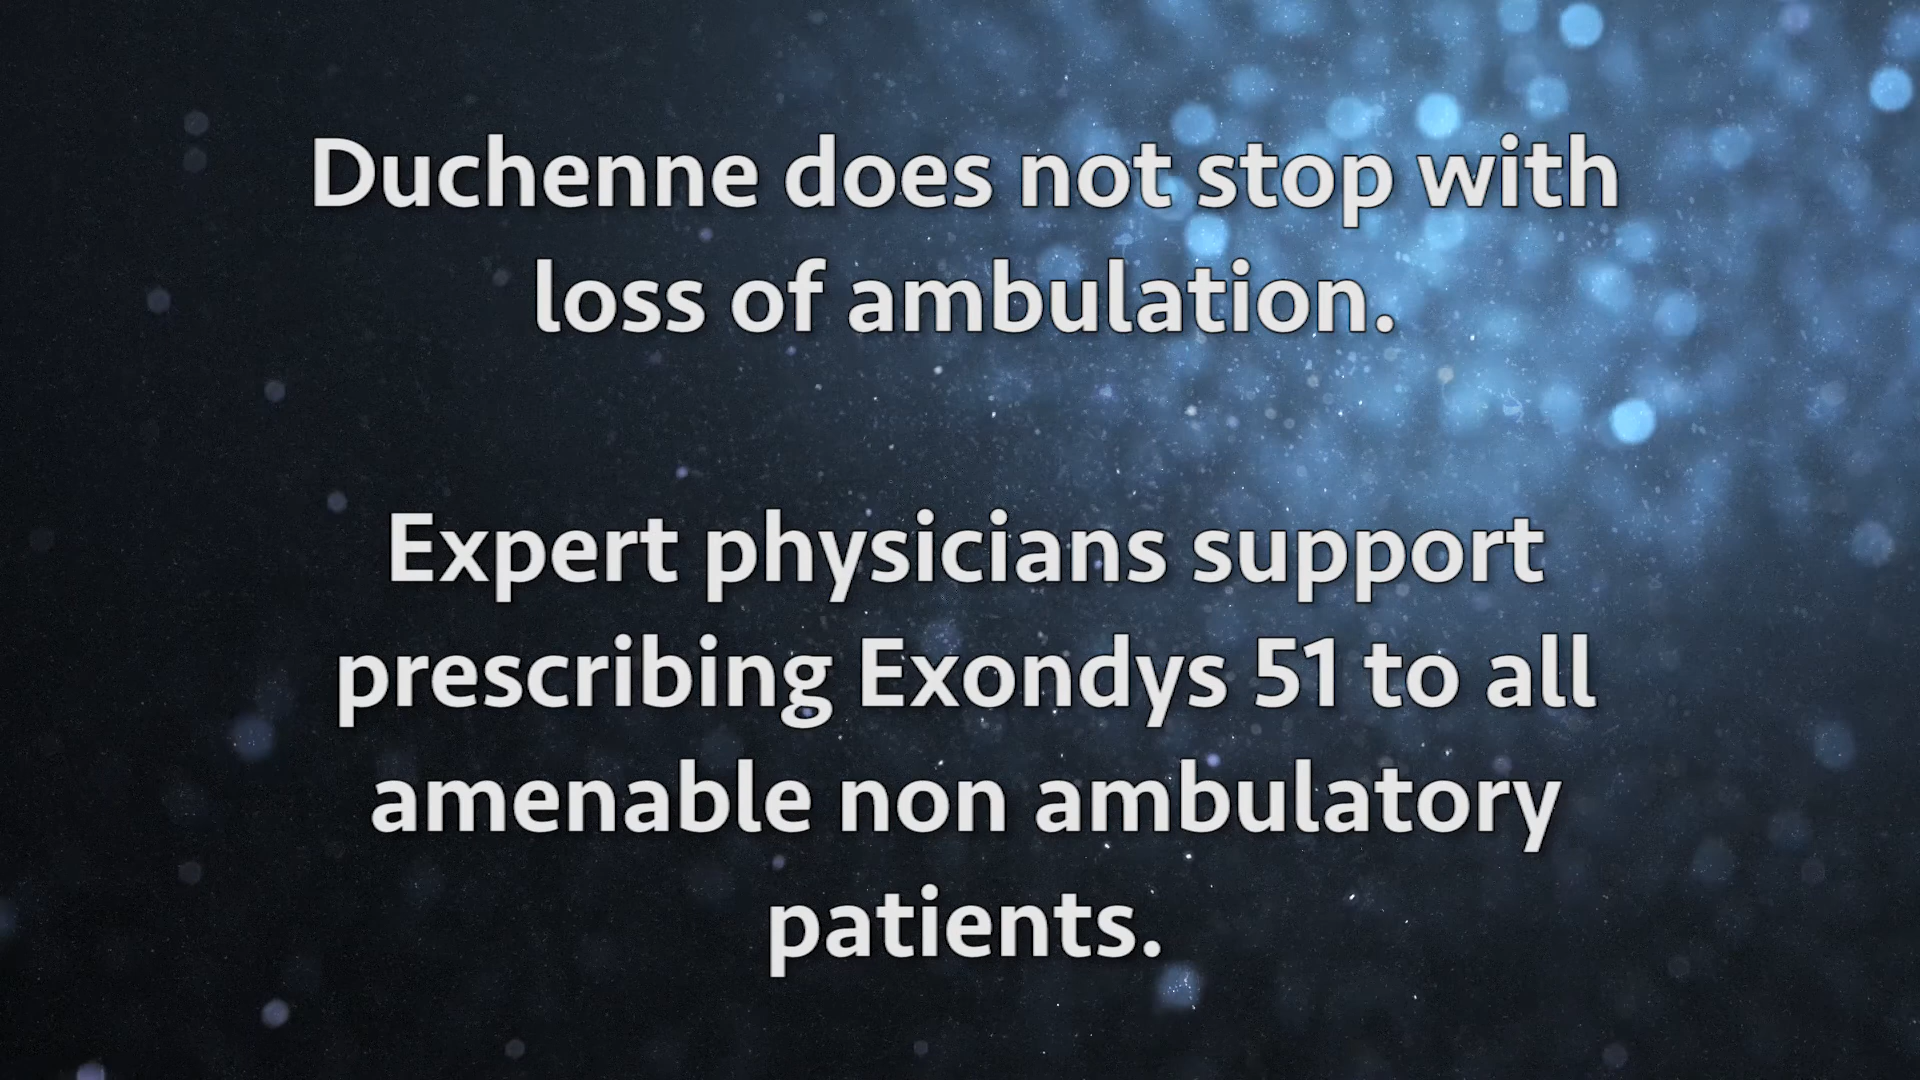 Duchenne does not stop with
loss of ambulation.
Expert physicians support
prescribing Exondys 51 to all
amenable non ambulatory
patients.